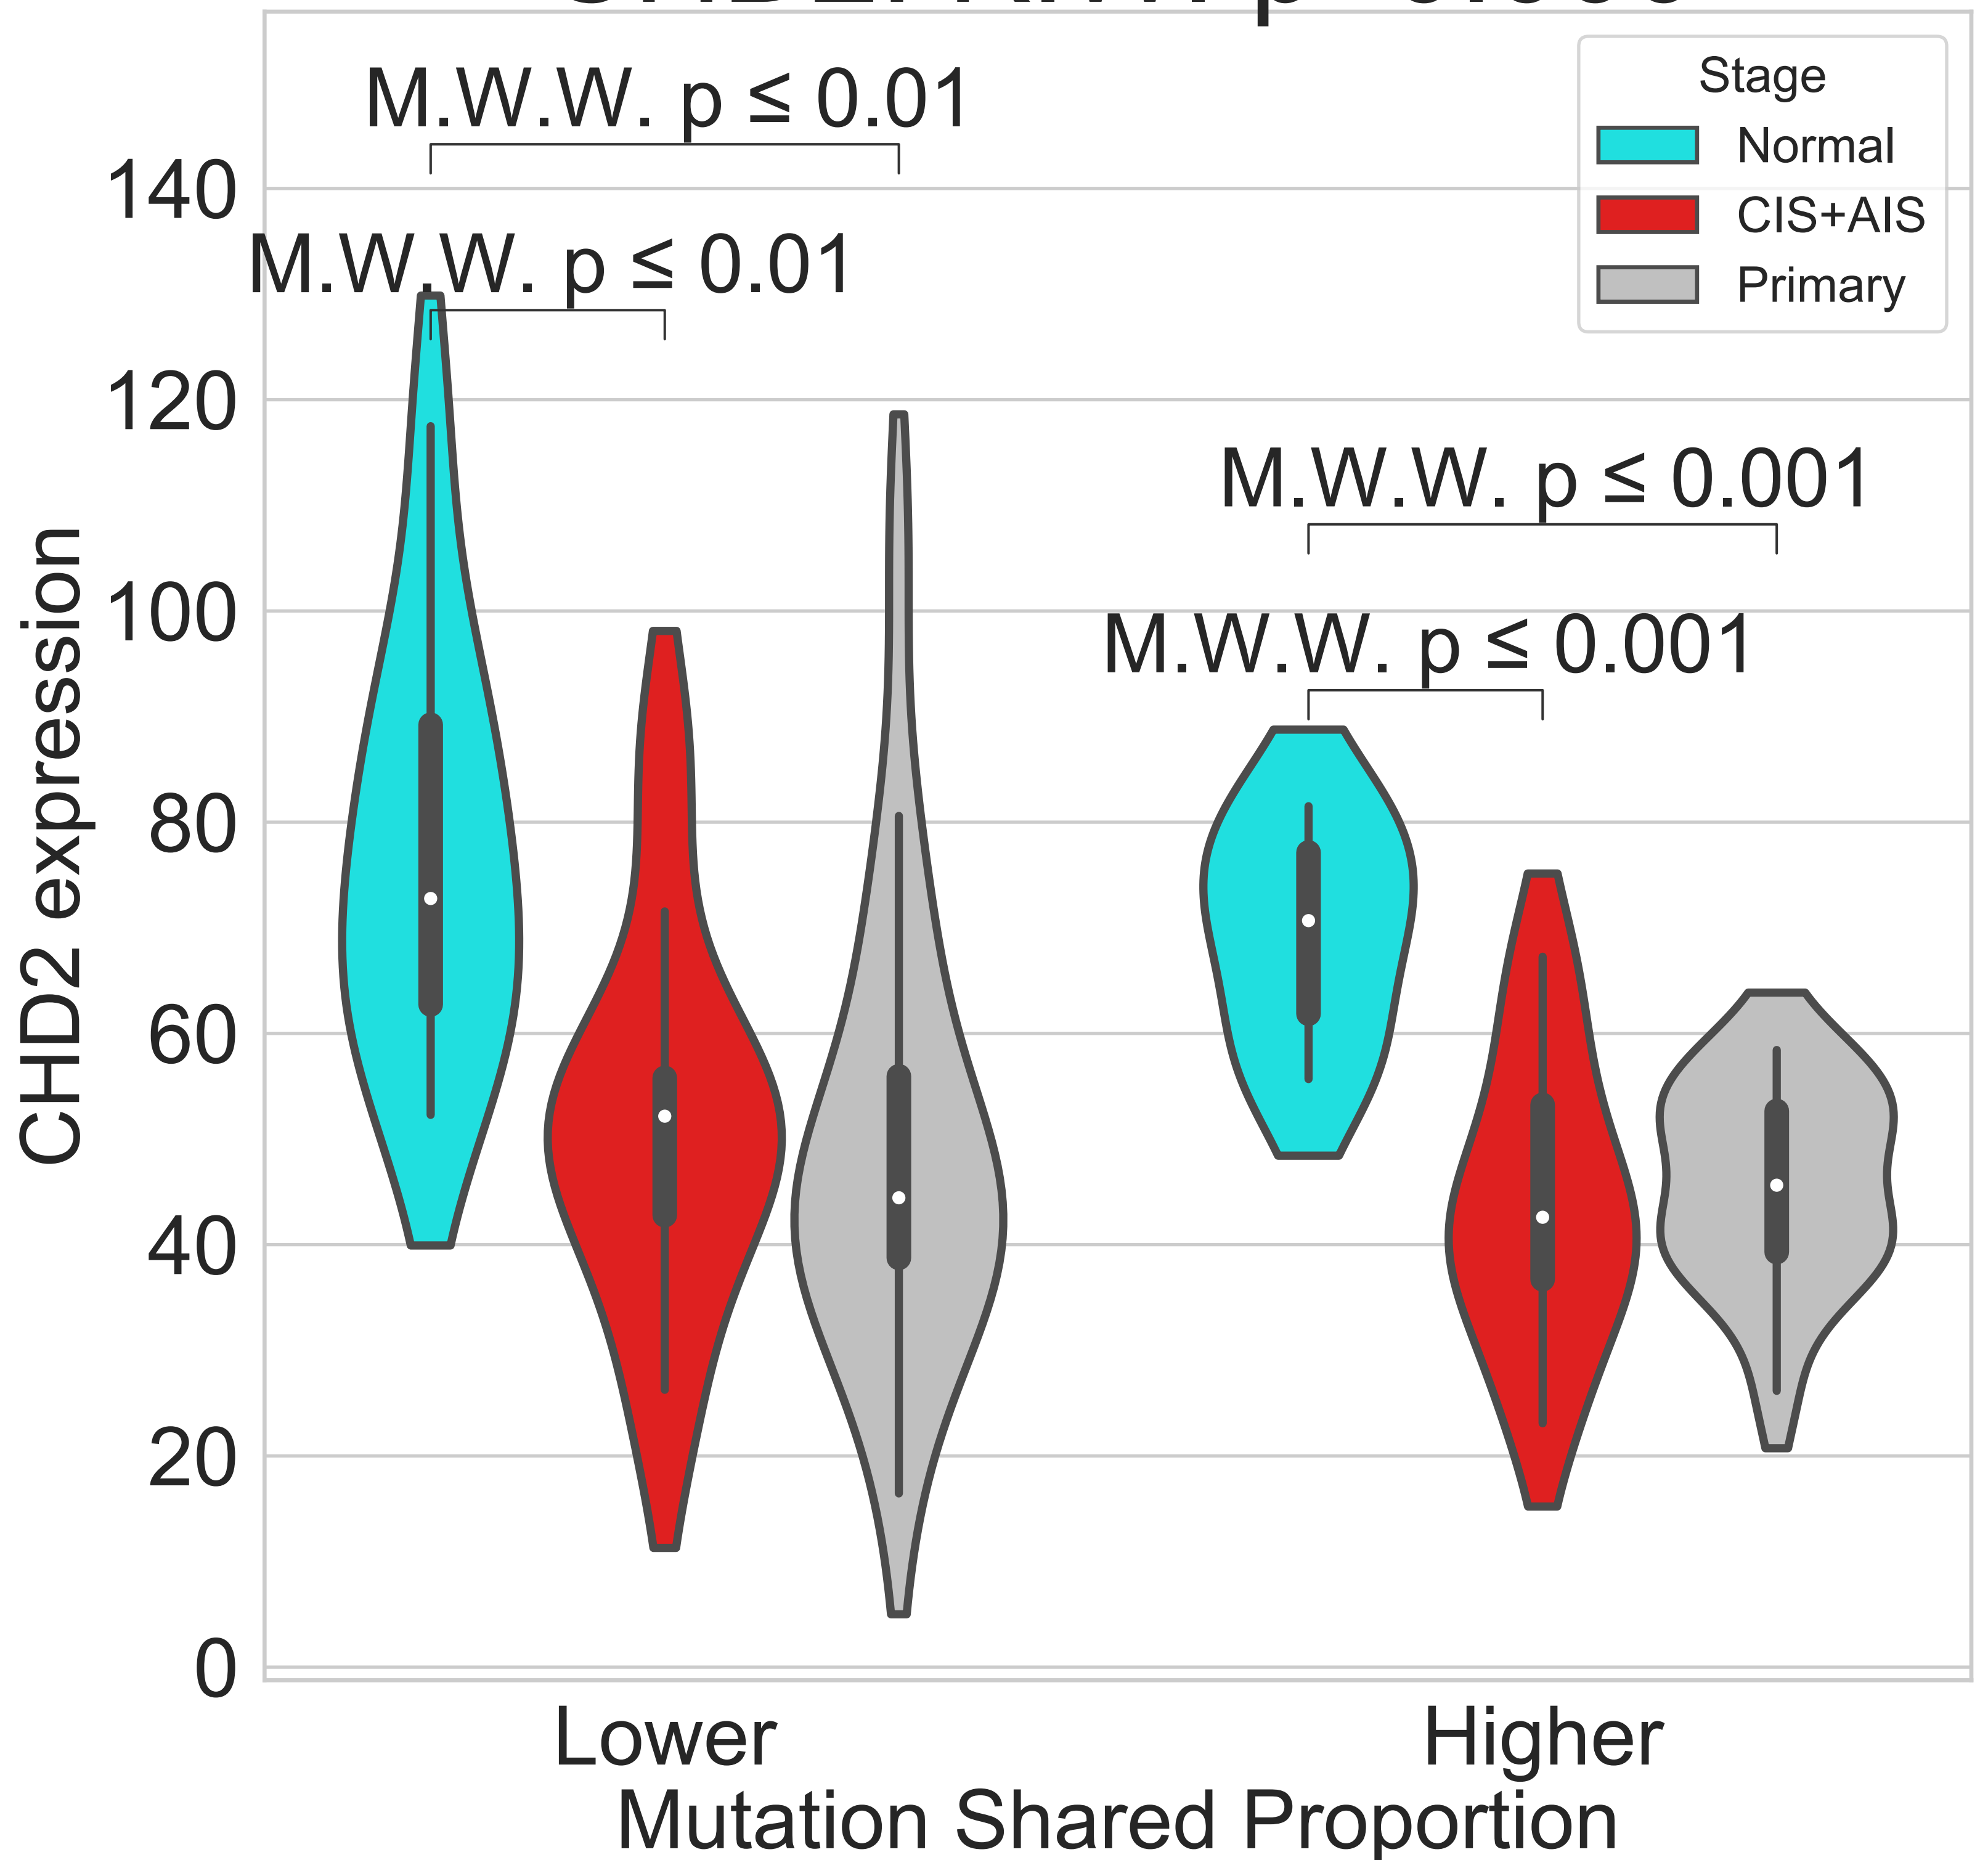 M.W.W. p ≤ 0.01
M.W.W. p ≤ 0.01
M.W.W. p ≤ 0.001
M.W.W. p ≤ 0.001
Stage
Normal
CIS+AIS
Primary
CHD2 expression
140
120
100
80
60
40
20
0
Lower
Higher
Mutation Shared Proportion